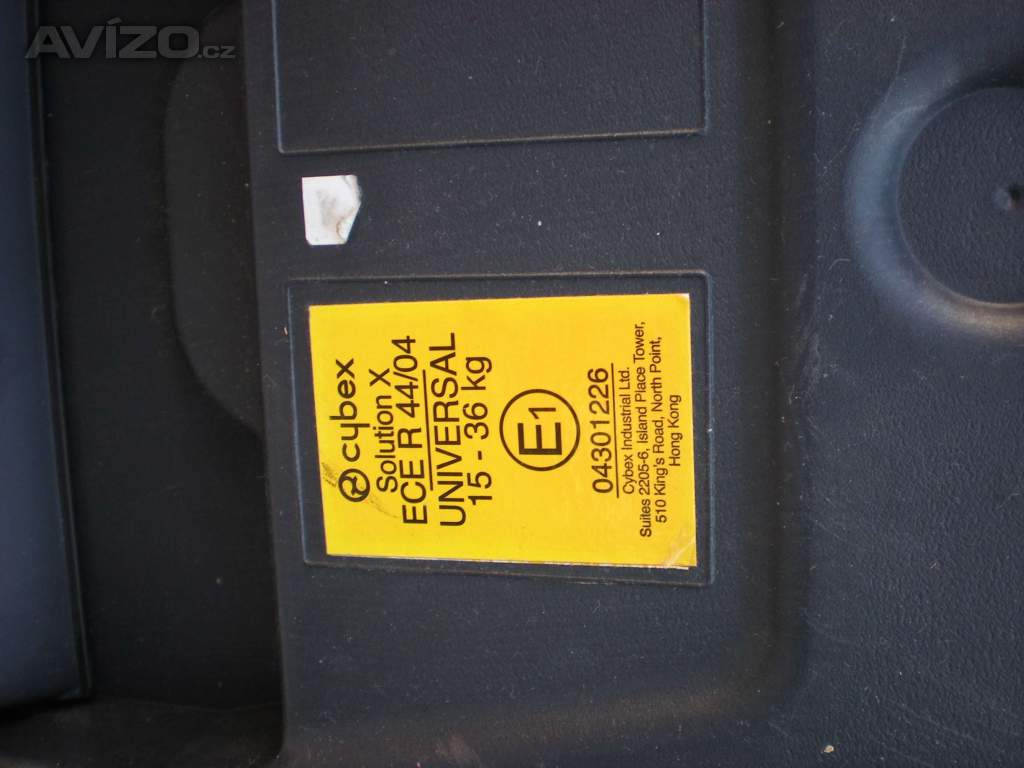 AVÍZO.cz
cybex
Solution X
ECE R 44/04
UNIVERSAL
15 - 36 kg
E1
04301226
Cybex Industrial Ltd.
Suites 2205-6, Island Place Tower,
510 King's Road, North Point,
Hong Kong